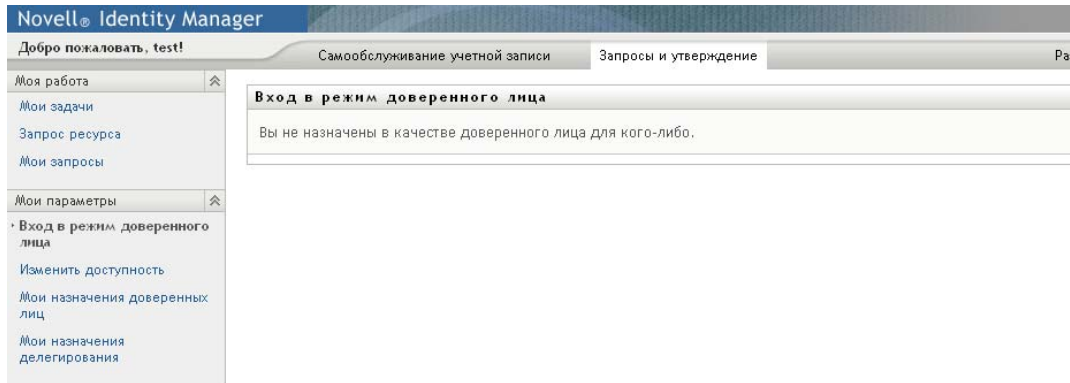 Novell® Identity Manager
Добро пожаловать, test!
Самообслуживание учетной записи
Запросы и утверждение
Ра
Моя работа
Мои задачи
Запрос ресурса
Мои запросы
Мои параметры
Вход в режим доверенного
лица
Изменить доступность
Мои назначения доверенных
лиц
Мои назначения
делегирования
Вход в режим доверенного лица
Вы не назначены в качестве доверенного лица для кого-либо.